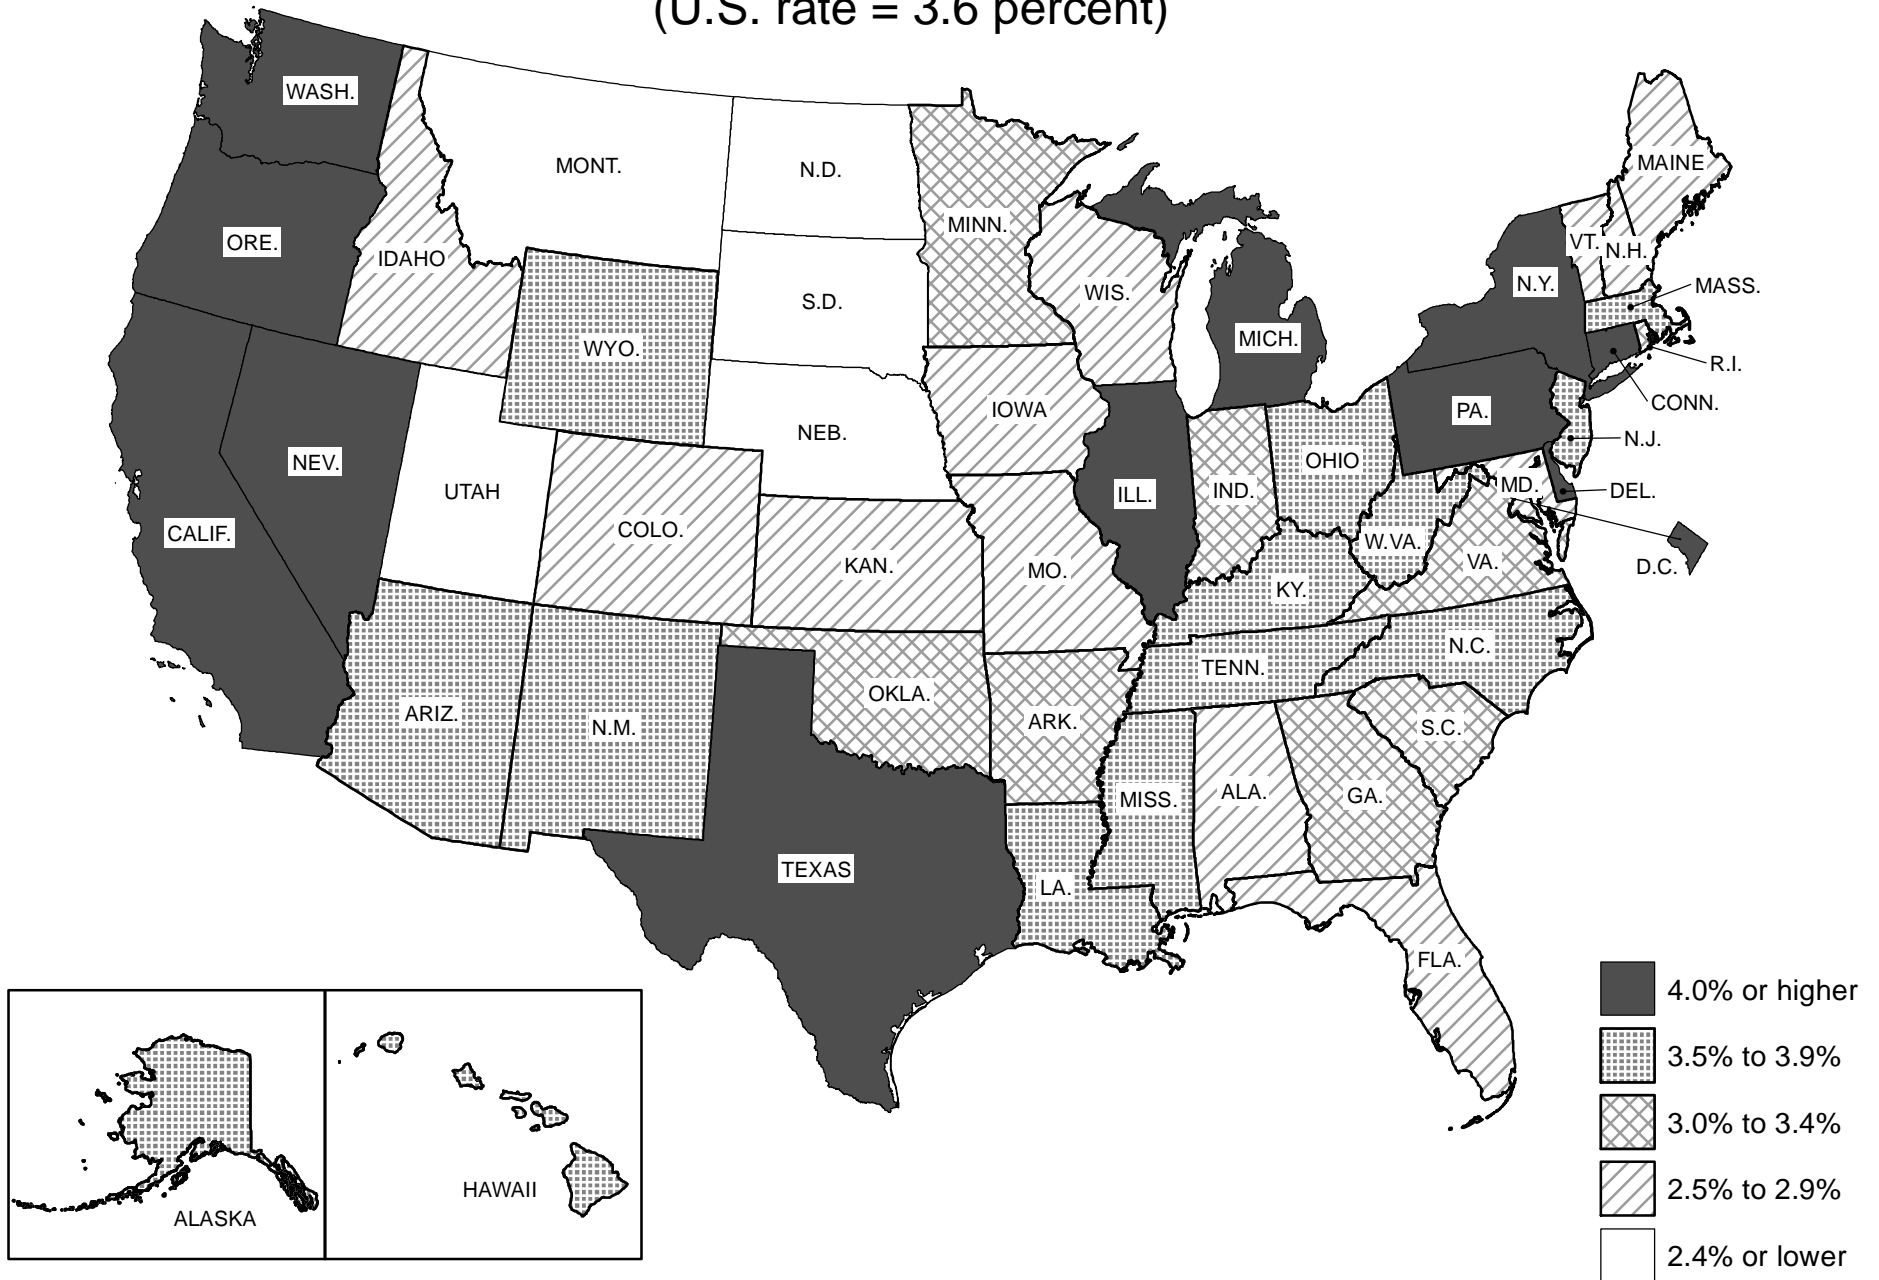 (U.S. rate = 3.6 percent)
WASH.
MONT.
N.D.
MINN.
MAINE
ORE.
IDAHO
VT.
N.H.
N.Y.
MASS.
S.D.
WIS.
MICH.
WYO.
R.I.
CONN.
IOWA
PA.
NEB.
N.J.
NEV.
UTAH
OHIO
ILL.
IND.
MD.
DEL.
CALIF.
COLO.
KAN.
MO.
W.VA.
VA.
D.C.
KY.
N.C.
TENN.
ARIZ.
N.M.
OKLA.
ARK.
S.C.
MISS.
ALA.
GA.
TEXAS
LA.
FLA.
HAWAII
ALASKA
4.0% or higher
3.5% to 3.9%
3.0% to 3.4%
2.5% to 2.9%
2.4% or lower